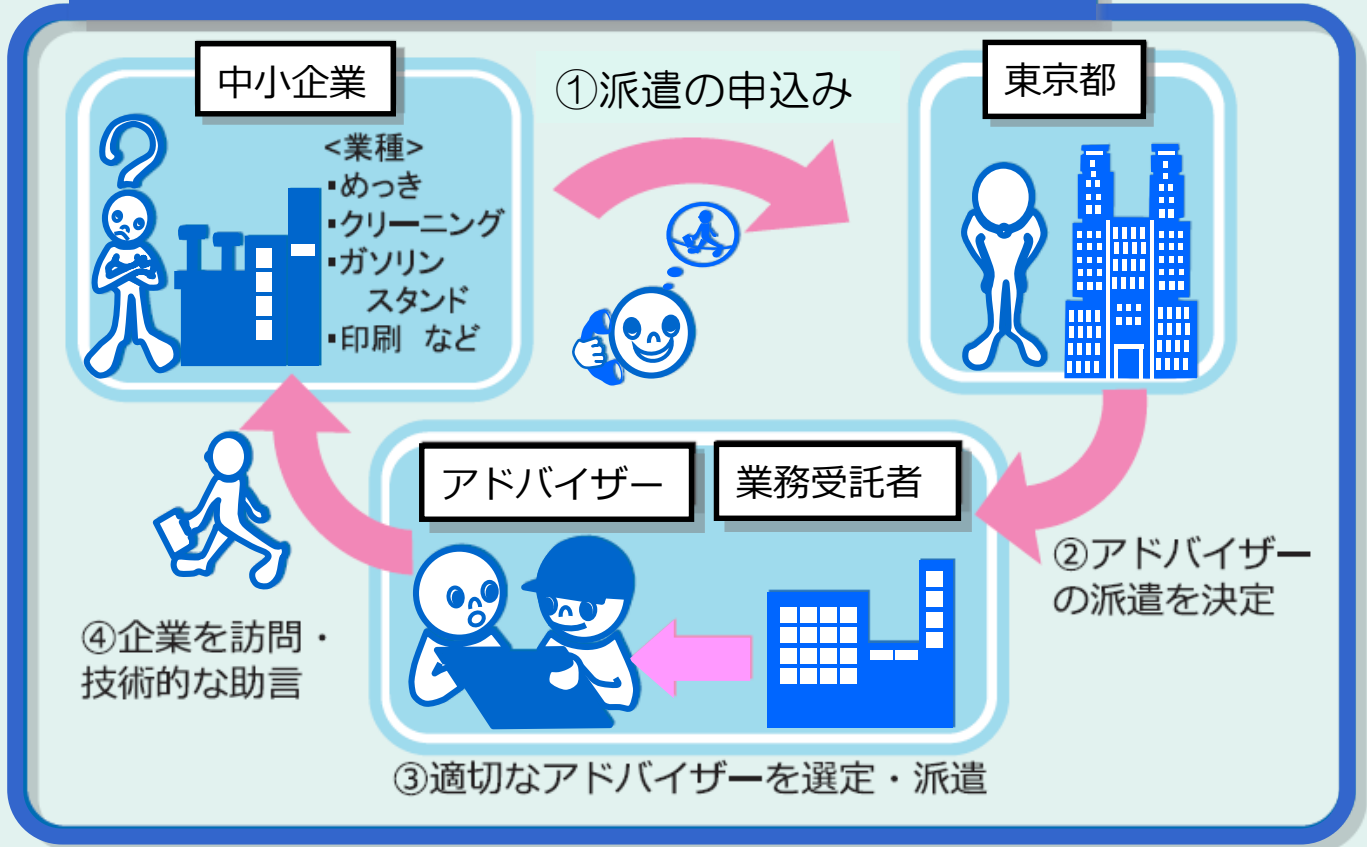 中小企業
<業種>
▪めっき
▪クリーニング
▪ガソリン
スタンド
▪印刷 など
①派遣の申込み
東京都
②アドバイザー
の派遣を決定
アドバイザー
業務受託者
③適切なアドバイザーを選定・派遣
④企業を訪問・
技術的な助言